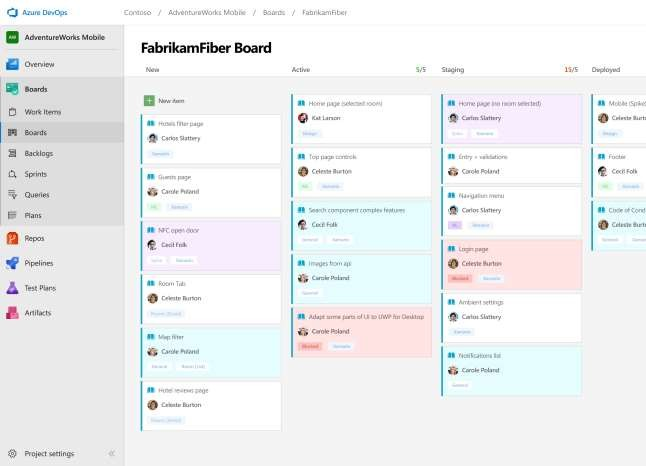 Azure DevOps
Contoso / AdventureWorks Mobile / Boards / FabrikamFiber
AW AdventureWorks Mobile
Overview
Boards
Work Items
Boards
Backlogs
Sprints
Queries
Plans
Repos
Pipelines
Test Plans
Artifacts
Project settings
FabrikamFiber Board
New
New item
Hotels filter page
Carlos Slattery
Guests page
Carole Poland
NFC open door
Cecil Folk
Room Tab
Celeste Burton
Map filter
Carole Poland
Hotel reviews page
Celeste Burton
Active 5/5
Home page (selected room)
Kat Larson
Design
Top page controls
Celeste Burton
Search component complex features
Cecil Folk
Images from api
Carole Poland
Adapt some parts of UI to UWP for Desktop
Carole Poland
Blocked
Staging 15/5
Home page (no room selected)
Carlos Slattery
Entry + validations
Carole Poland
Navigation menu
Carlos Slattery
Login page
Celeste Burton
Blocked
Ambient settings
Carlos Slattery
Notifications list
Carole Poland
Deployed
Mobile (Spike
Celeste Burt
Design
Footer
Cecil Folk
Code of Cond
Celeste Burt